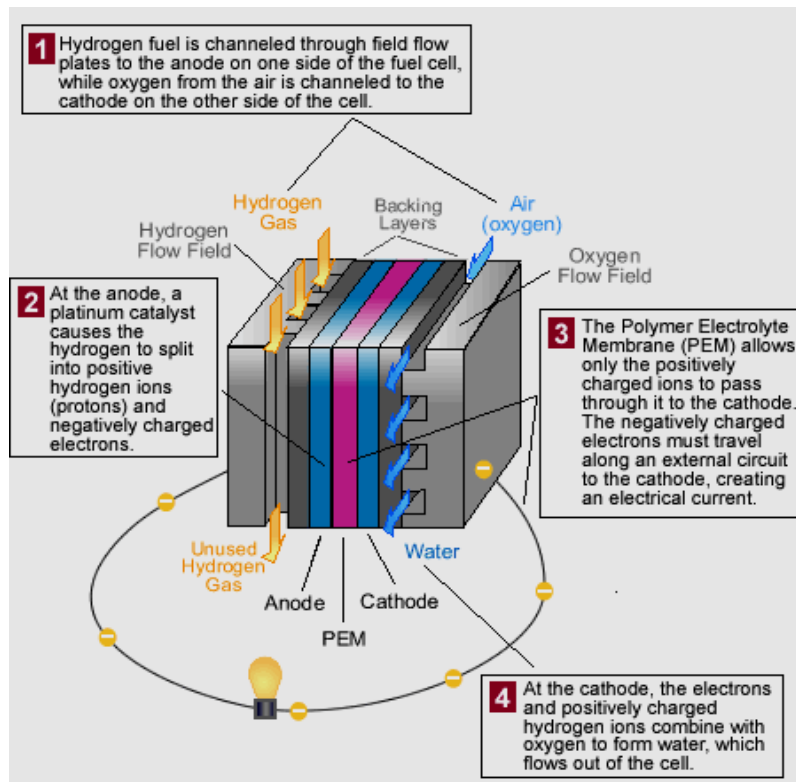 1 Hydrogen fuel is channeled through field flow
plates to the anode on one side of the fuel cell,
while oxygen from the air is channeled to the
cathode on the other side of the cell.
Hydrogen
Gas
Backing
Layers
Air
(oxygen)
Hydrogen
Flow Field
Oxygen
Flow Field
2 At the anode, a
platinum catalyst
causes the
hydrogen to split
into positive
hydrogen ions
(protons) and
negatively charged
electrons.
3 The Polymer Electrolyte
Membrane (PEM) allows
only the positively
charged ions to pass
through it to the cathode.
The negatively charged
electrons must travel
along an external circuit
to the cathode, creating
an electrical current.
Unused
Hydrogen
Gas
Water
Anode
Cathode
PEM
4 At the cathode, the electrons
and positively charged
hydrogen ions combine with
oxygen to form water, which
flows out of the cell.